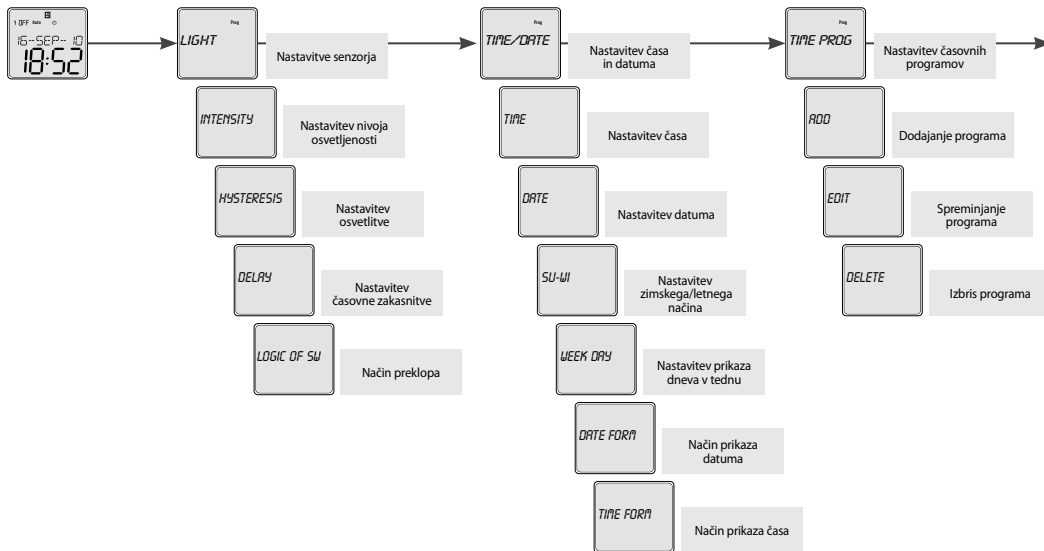 1 OFF Auto
16-SEP-10
18:52
Prog
LIGHT
Nastavitve senzorja
INTENSITY
Nastavitev nivoja
osvetljenosti
HYSTERESIS
Nastavitev
osvetlitve
DELAY
Nastavitev
časovne zakasnitve
LOGIC OF SW
Način preklopa
Prog
TIME/DATE
Nastavitev časa
in datuma
TIME
Nastavitev časa
DATE
Nastavitev datuma
SU-WI
Nastavitev
zimskega/letnega
načina
WEEK DAY
Nastavitev prikaza
dneva v tednu
DATE FORM
Način prikaza
datuma
TIME FORM
Način prikaza časa
Prog
TIME PROG
Nastavitev časovnih
programov
ADD
Dodajanje programa
EDIT
Spreminjanje
programa
DELETE
Izbris programa